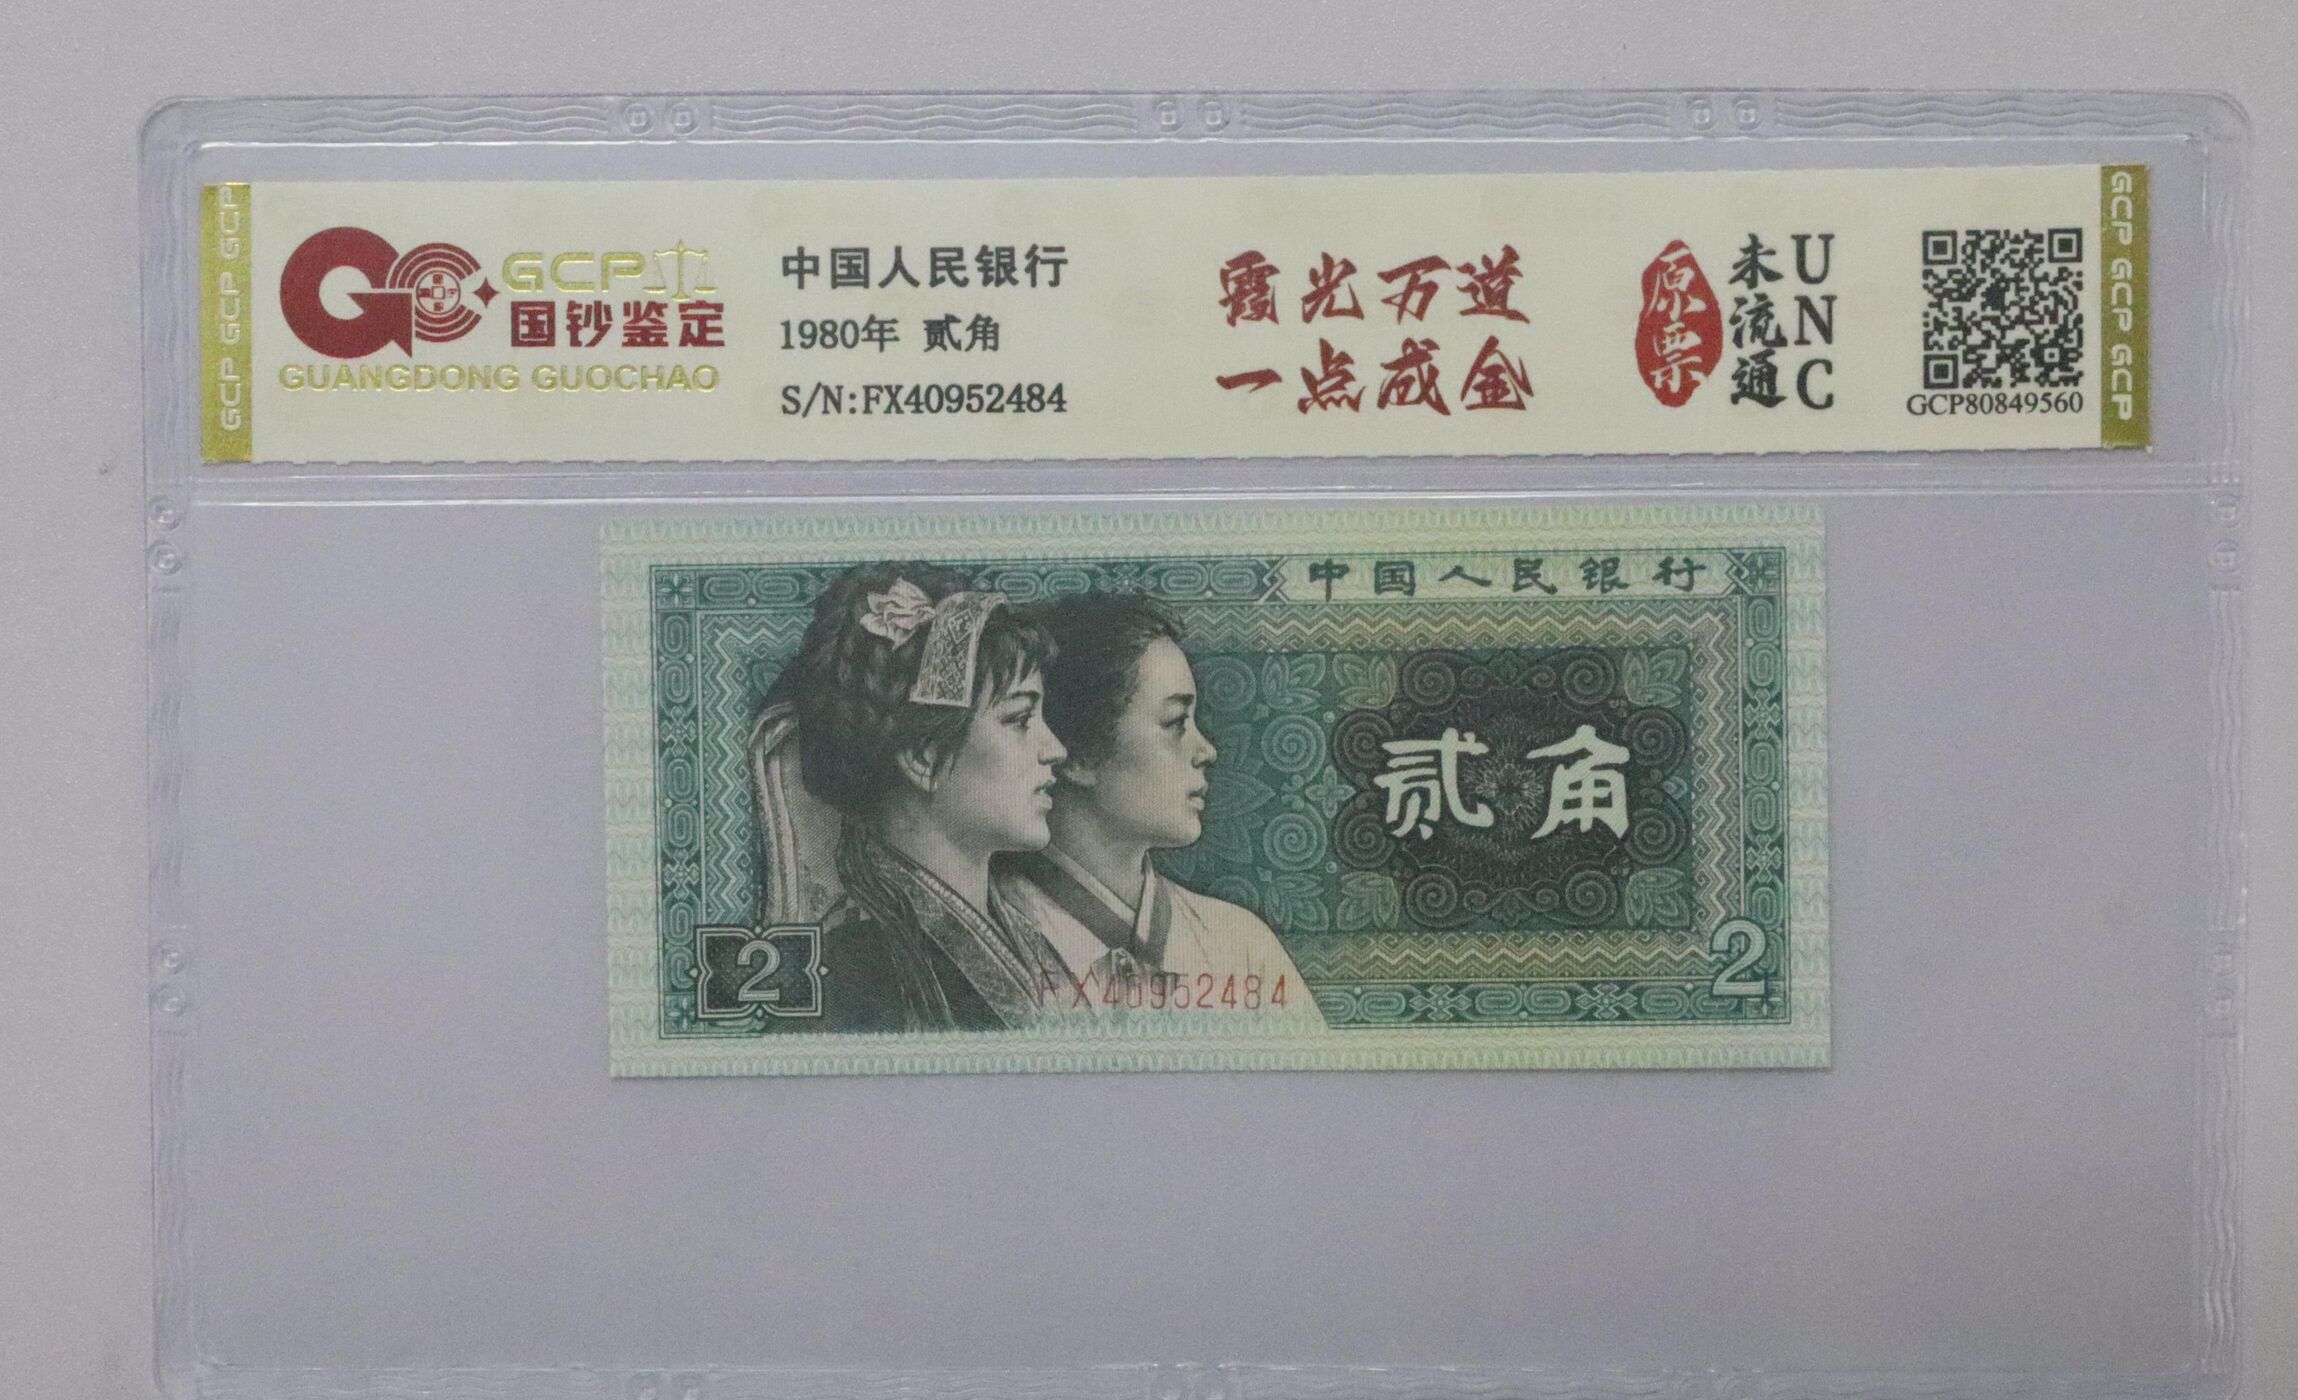 GCP GCP GCP
GC
GCP
国钞鉴定
GUANGDONG GUOCHAO
中国人民银行
1980年 贰角
S/N:FX40952484
霞光万道
一点成金
原票
未流通
UNC
GCP80849560
GCP GCP GCP
中国人民银行
贰角
2
FX40952484
2